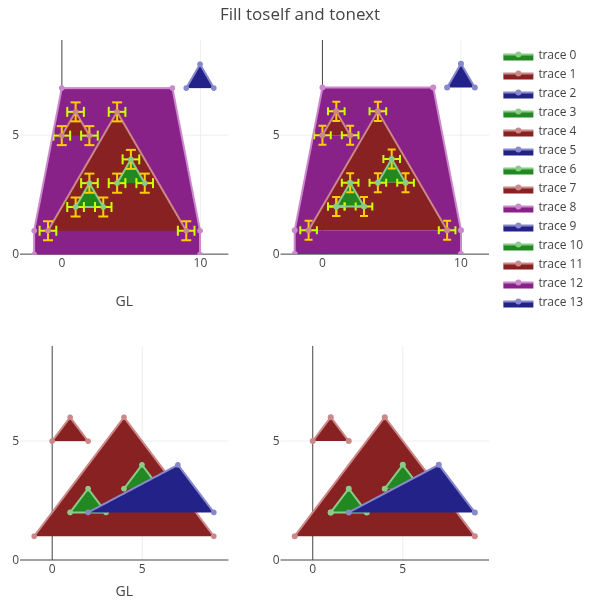 Fill toself and tonext
5
0
0
10
GL
5
0
0
10
trace 0
trace 1
trace 2
trace 3
trace 4
trace 5
trace 6
trace 7
trace 8
trace 9
trace 10
trace 11
trace 12
trace 13
5
0
0
5
GL
5
0
0
5